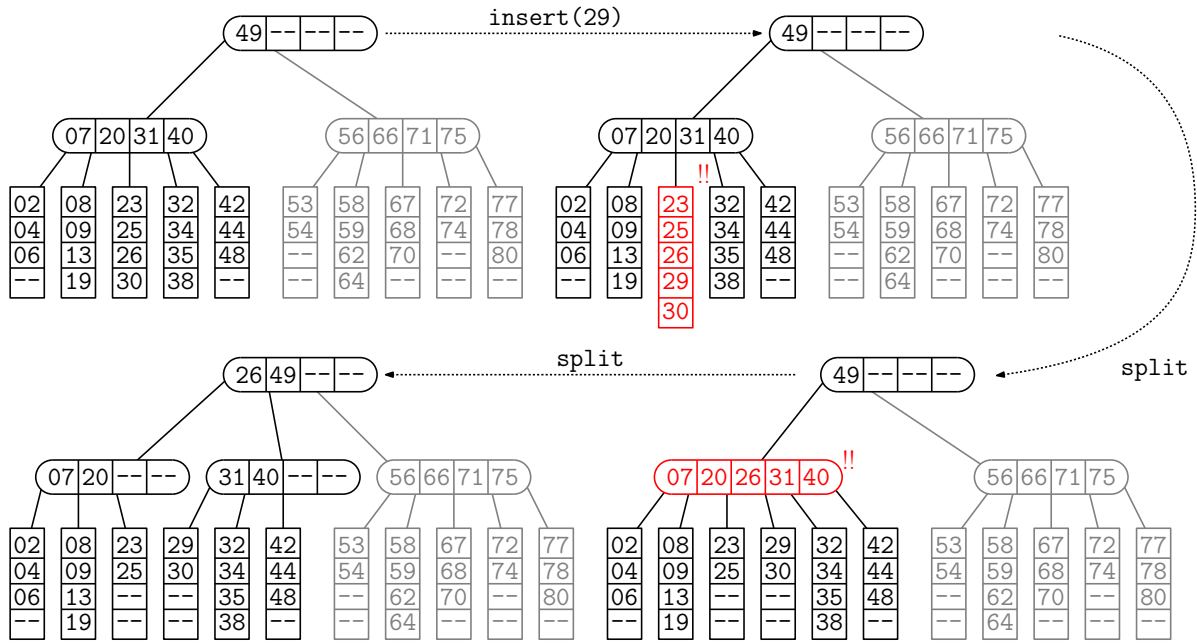 insert(29)
49 -- -- -- 49 -- -- --
07 20 31 40 56 66 71 75 07 20 31 40 56 66 71 75
!!
02 08 23 32 42 53 58 67 72 77 02 08 23 32 42 53 58 67 72 77
04 09 25 34 44 54 59 68 74 78 04 09 25 34 44 54 59 68 74 78
06 13 26 35 48 -- 62 70 -- 80 06 13 26 35 48 -- 62 70 -- 80
-- 19 30 38 -- -- 64 -- -- -- -- 19 29 38 -- -- 64 -- -- --
30
split
split
26 49 -- -- 49 -- -- --
!!
07 20 -- -- 31 40 -- -- 56 66 71 75 07 20 26 31 40 56 66 71 75
02 08 23 29 32 42 53 58 67 72 77 02 08 23 29 32 42 53 58 67 72 77
04 09 25 30 34 44 54 59 68 74 78 04 09 25 30 34 44 54 59 68 74 78
06 13 -- -- 35 48 -- 62 70 -- 80 06 13 -- -- 35 48 -- 62 70 -- 80
-- 19 -- -- 38 -- -- 64 -- -- -- -- 19 -- -- 38 -- -- 64 -- -- --